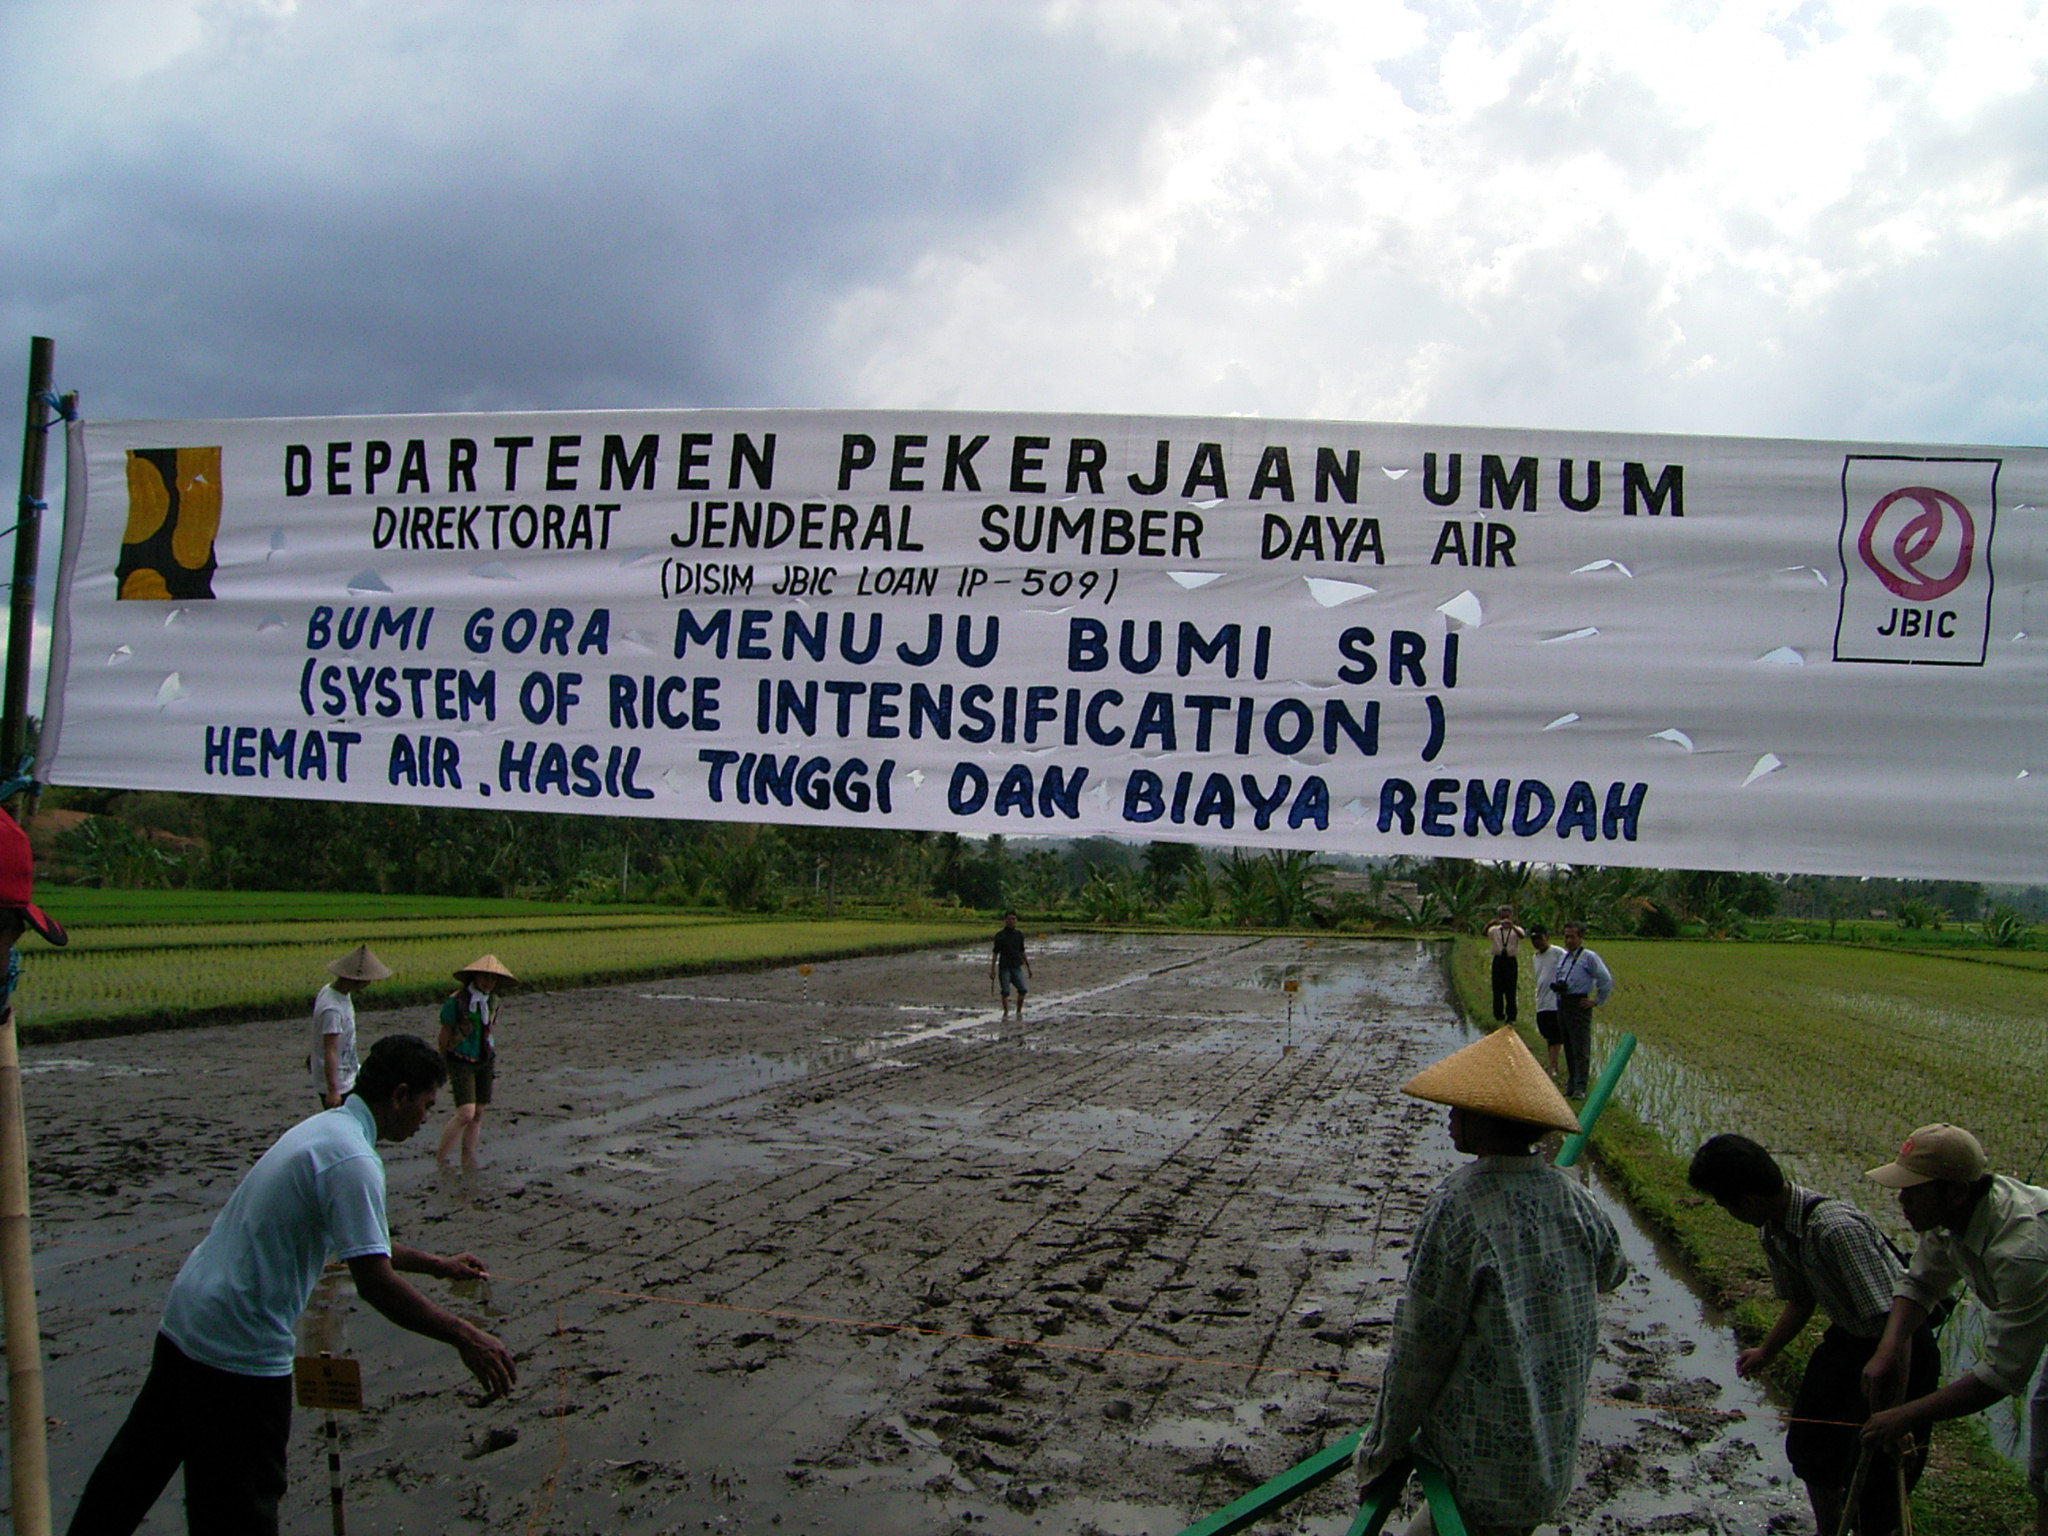 DEPARTEMEN PEKERJAAN UMUM
DIREKTORAT JENDERAL SUMBER DAYA AIR
(DISIM JBIC LOAN IP-509)
BUMI GORA MENUJU BUMI SRI
(SYSTEM OF RICE INTENSIFICATION)
HEMAT AIR. HASIL TINGGI DAN BIAYA RENDAH
JBIC